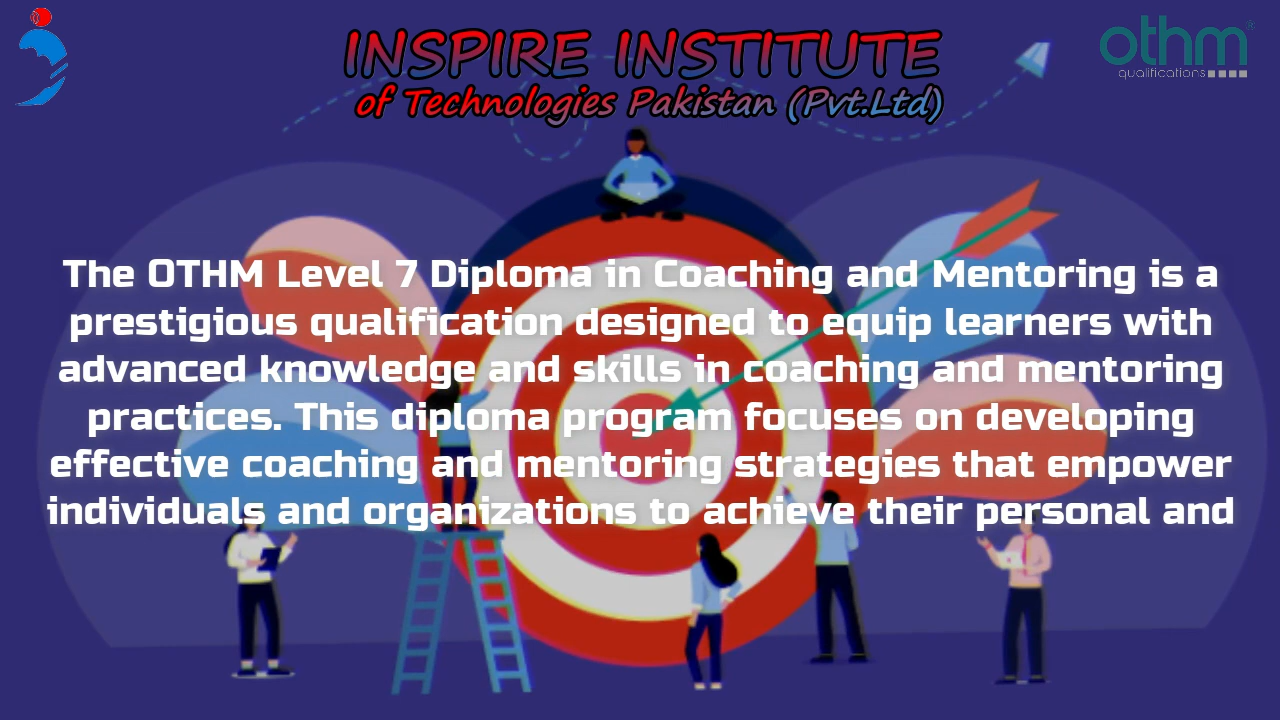 INSPIRE INSTITUTE
of Technologies Pakistan (Pvt.Ltd)
othm
qualifications
The OTHM Level 7 Diploma in Coaching and Mentoring is a
prestigious qualification designed to equip learners with
advanced knowledge and skills in coaching and mentoring
practices. This diploma program focuses on developing
effective coaching and mentoring strategies that empower
individuals and organizations to achieve their personal and